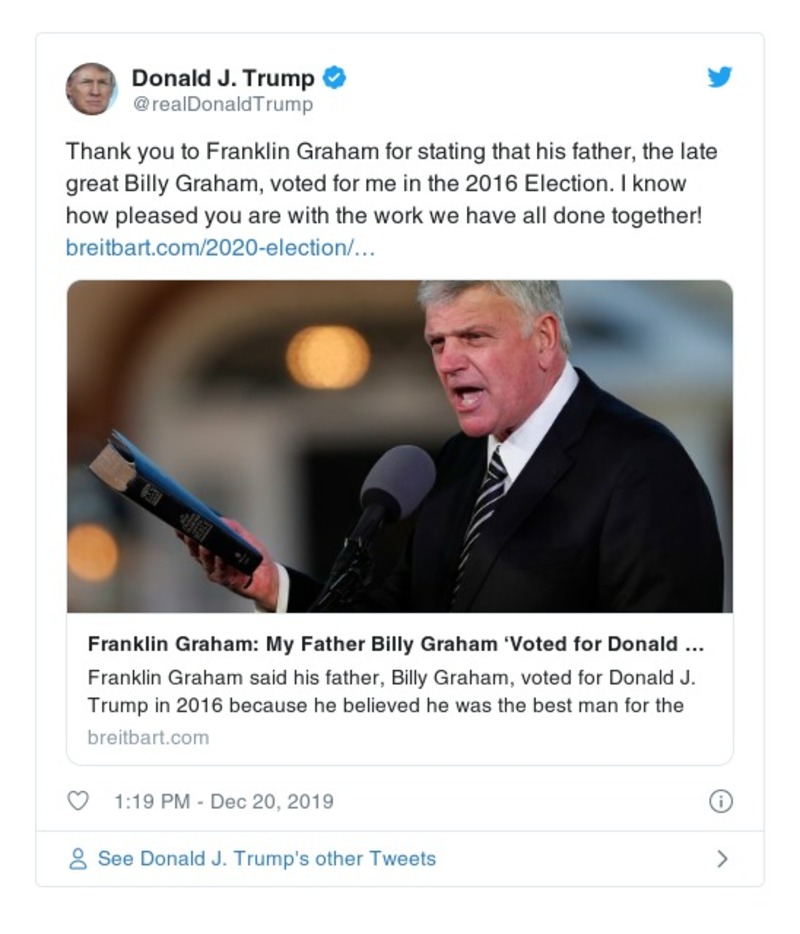 Donald J. Trump
@realDonaldTrump
Thank you to Franklin Graham for stating that his father, the late
great Billy Graham, voted for me in the 2016 Election. I know
how pleased you are with the work we have all done together!
breitbart.com/2020-election/…
Franklin Graham: My Father Billy Graham ‘Voted for Donald ...
Franklin Graham said his father, Billy Graham, voted for Donald J.
Trump in 2016 because he believed he was the best man for the
breitbart.com
1:19 PM - Dec 20, 2019
See Donald J. Trump's other Tweets